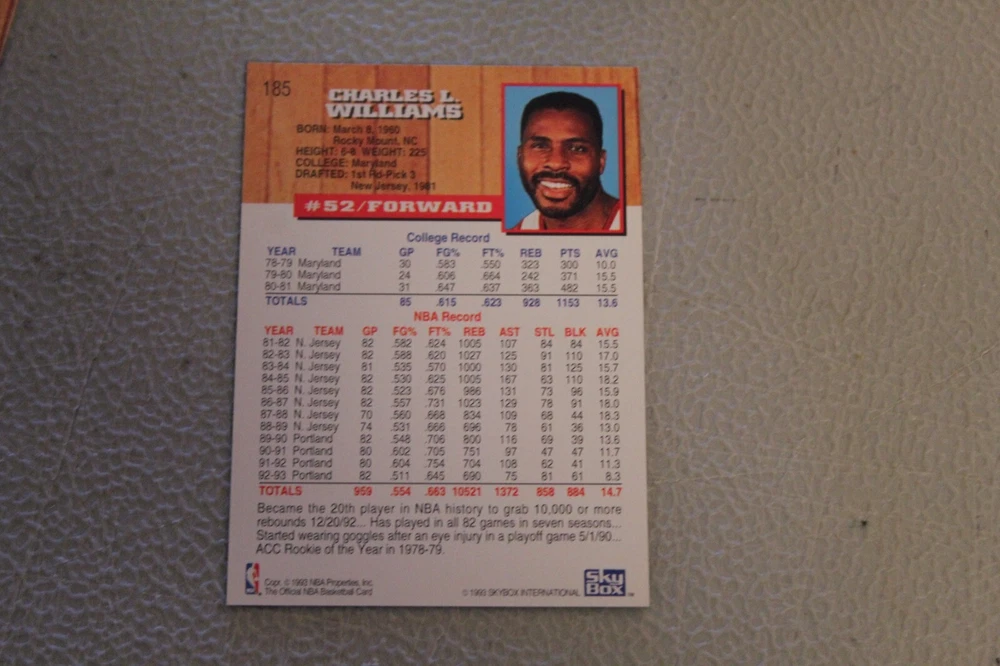 185
CHARLES L.
WILLIAMS
BORN: March 8, 1960
Rocky Mount, NC
HEIGHT: 6-8 WEIGHT: 225
COLLEGE: Maryland
DRAFTED: 1st Rd-Pick 3
New Jersey, 1981
#52/FORWARD
College Record
YEAR TEAM GP FG% FT% REB PTS AVG
78-79 Maryland 30 .583 .550 323 300 10.0
79-80 Maryland 24 .606 .664 242 371 15.5
80-81 Maryland 31 .647 .637 363 482 15.5
TOTALS 85 .615 .623 928 1153 13.6
NBA Record
YEAR TEAM GP FG% FT% REB AST STL BLK AVG
81-82 N. Jersey 82 .582 .624 1005 107 84 84 15.5
82-83 N. Jersey 82 .588 .620 1027 125 91 110 17.0
83-84 N. Jersey 81 .535 .570 1000 130 81 125 15.7
84-85 N. Jersey 82 .530 .625 1005 167 63 110 18.2
85-86 N. Jersey 82 .523 .676 986 131 73 96 15.9
86-87 N. Jersey 82 .557 .731 1023 129 78 91 18.0
87-88 N. Jersey 70 .560 .668 834 109 68 44 18.3
88-89 N. Jersey 74 .531 .666 696 78 61 36 13.0
89-90 Portland 82 .548 .706 800 116 69 39 13.6
90-91 Portland 80 .602 .705 751 97 47 47 11.7
91-92 Portland 80 .604 .754 704 108 62 41 11.3
92-93 Portland 82 .511 .645 690 75 81 61 8.3
TOTALS 959 .554 .663 10521 1372 858 884 14.7
Became the 20th player in NBA history to grab 10,000 or more
rebounds 12/20/92... Has played in all 82 games in seven seasons...
Started wearing goggles after an eye injury in a playoff game 5/1/90...
ACC Rookie of the Year in 1978-79.
Copr. © 1993 NBA Properties, Inc.
The Official NBA Basketball Card
© 1993 SKYBOX INTERNATIONAL
Sky
Box
TM